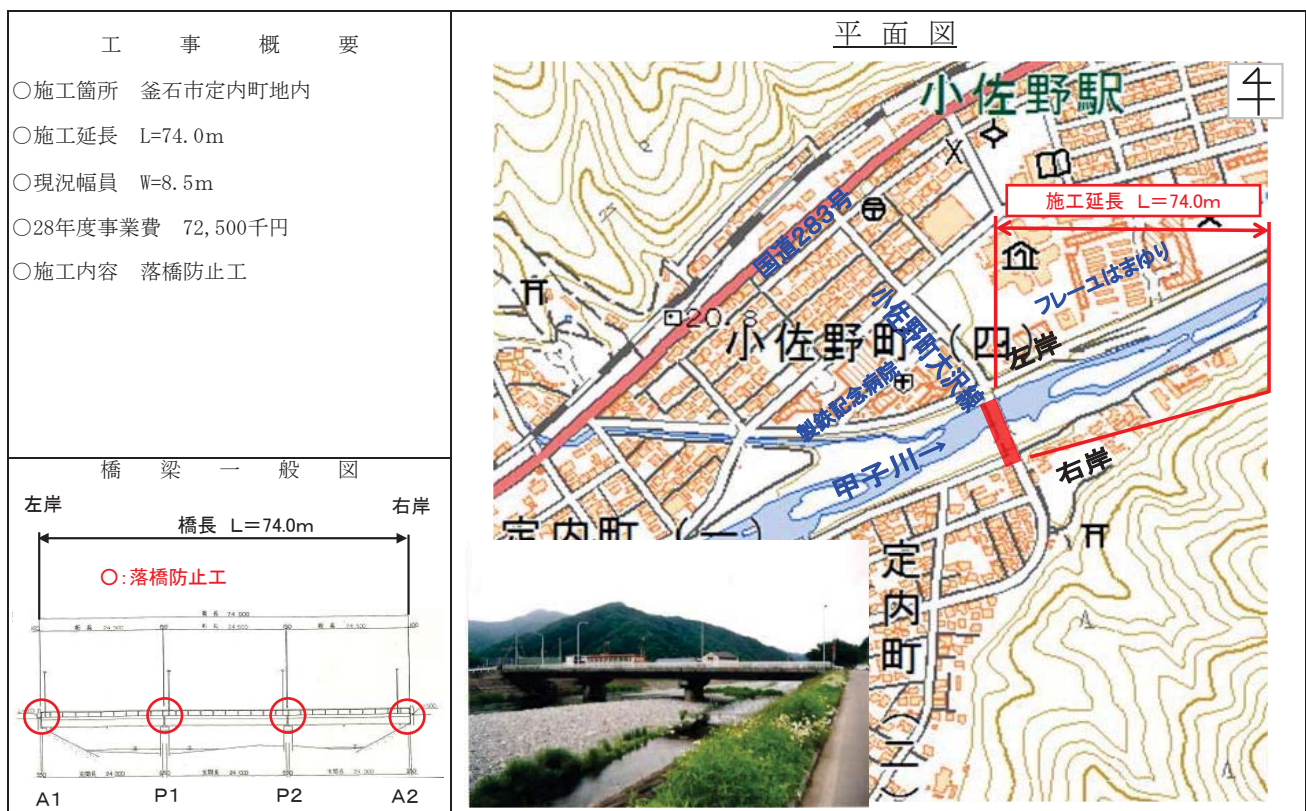 工事概要
○施工箇所 釜石市定内町地内
○施工延長 L=74.0m
○現況幅員 W=8.5m
○28年度事業費 72,500千円
○施工内容 落橋防止工
橋梁一般図
左岸
右岸
橋長 L=74.0m
○:落橋防止工
A1
P1
P2
A2
平面図
小佐野駅
施工延長 L=74.0m
国道283号
フレーユはまゆり
20.8
小佐野町(四)
小佐野町大沢線
左岸
製鉄記念病院
甲子川→
右岸
定内町(一)
定内町(二)